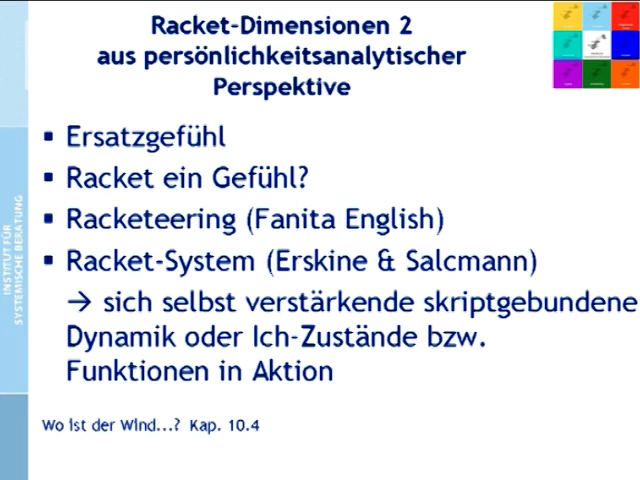 Racket-Dimensionen 2
aus persönlichkeitsanalytischer
Perspektive
▪ Ersatzgefühl
▪ Racket ein Gefühl?
▪ Racketeering (Fanita English)
▪ Racket-System (Erskine & Salcmann)
→ sich selbst verstärkende skriptgebundene
Dynamik oder Ich-Zustände bzw.
Funktionen in Aktion
Wo ist der Wind...? Kap. 10.4
INSTITUT FÜR
SYSTEMISCHE BERATUNG